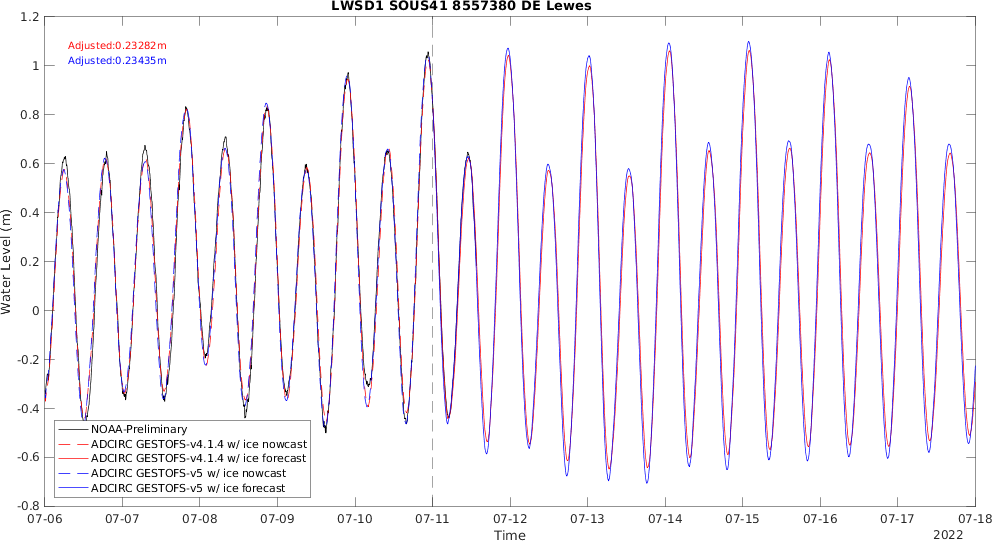 LWSD1 SOUS41 8557380 DE Lewes
Adjusted:0.23282m
Adjusted:0.23435m
1.2
1
0.8
0.6
0.4
0.2
0
-0.2
-0.4
-0.6
-0.8
Water Level (m)
NOAA-Preliminary
ADCIRC GESTOFS-v4.1.4 w/ ice nowcast
ADCIRC GESTOFS-v4.1.4 w/ ice forecast
ADCIRC GESTOFS-v5 w/ ice nowcast
ADCIRC GESTOFS-v5 w/ ice forecast
07-06 07-07 07-08 07-09 07-10 07-11 07-12 07-13 07-14 07-15 07-16 07-17 07-18
Time
2022